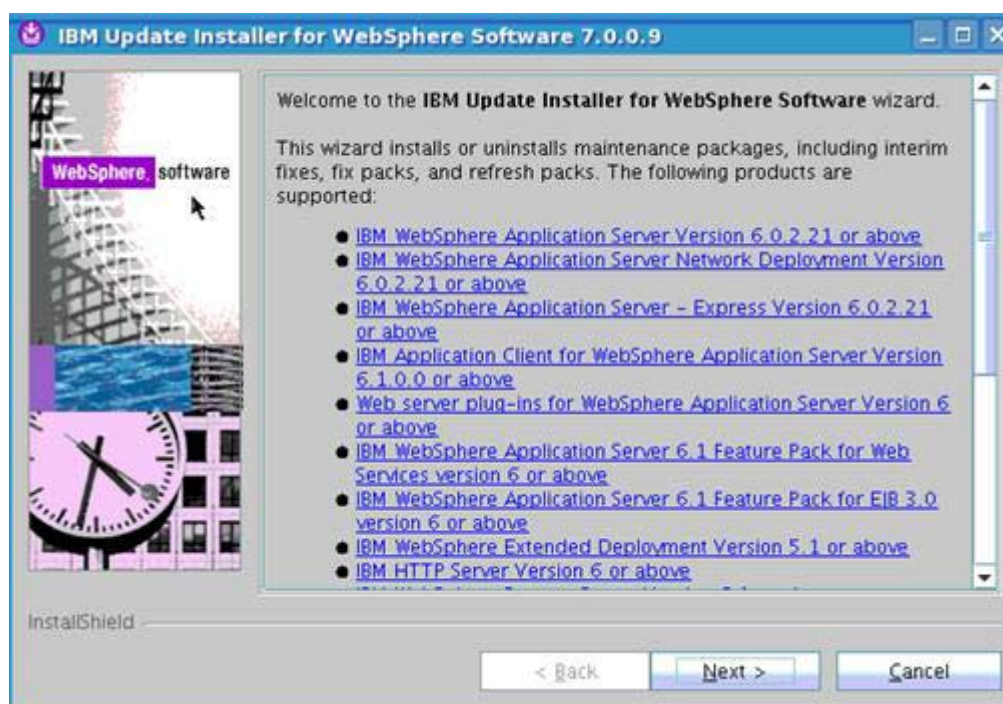 IBM Update Installer for WebSphere Software 7.0.0.9
WebSphere software
Welcome to the IBM Update Installer for WebSphere Software wizard.
This wizard installs or uninstalls maintenance packages, including interim
fixes, fix packs, and refresh packs. The following products are
supported:
IBM WebSphere Application Server Version 6.0.2.21 or above
IBM WebSphere Application Server Network Deployment Version
6.0.2.21 or above
IBM WebSphere Application Server – Express Version 6.0.2.21
or above
IBM Application Client for WebSphere Application Server Version
6.1.0.0 or above
Web server plug-ins for WebSphere Application Server Version 6
or above
IBM WebSphere Application Server 6.1 Feature Pack for Web
Services version 6 or above
IBM WebSphere Application Server 6.1 Feature Pack for EJB 3.0
version 6 or above
IBM WebSphere Extended Deployment Version 5.1 or above
IBM HTTP Server Version 6 or above
InstallShield
< Back
Next >
Cancel